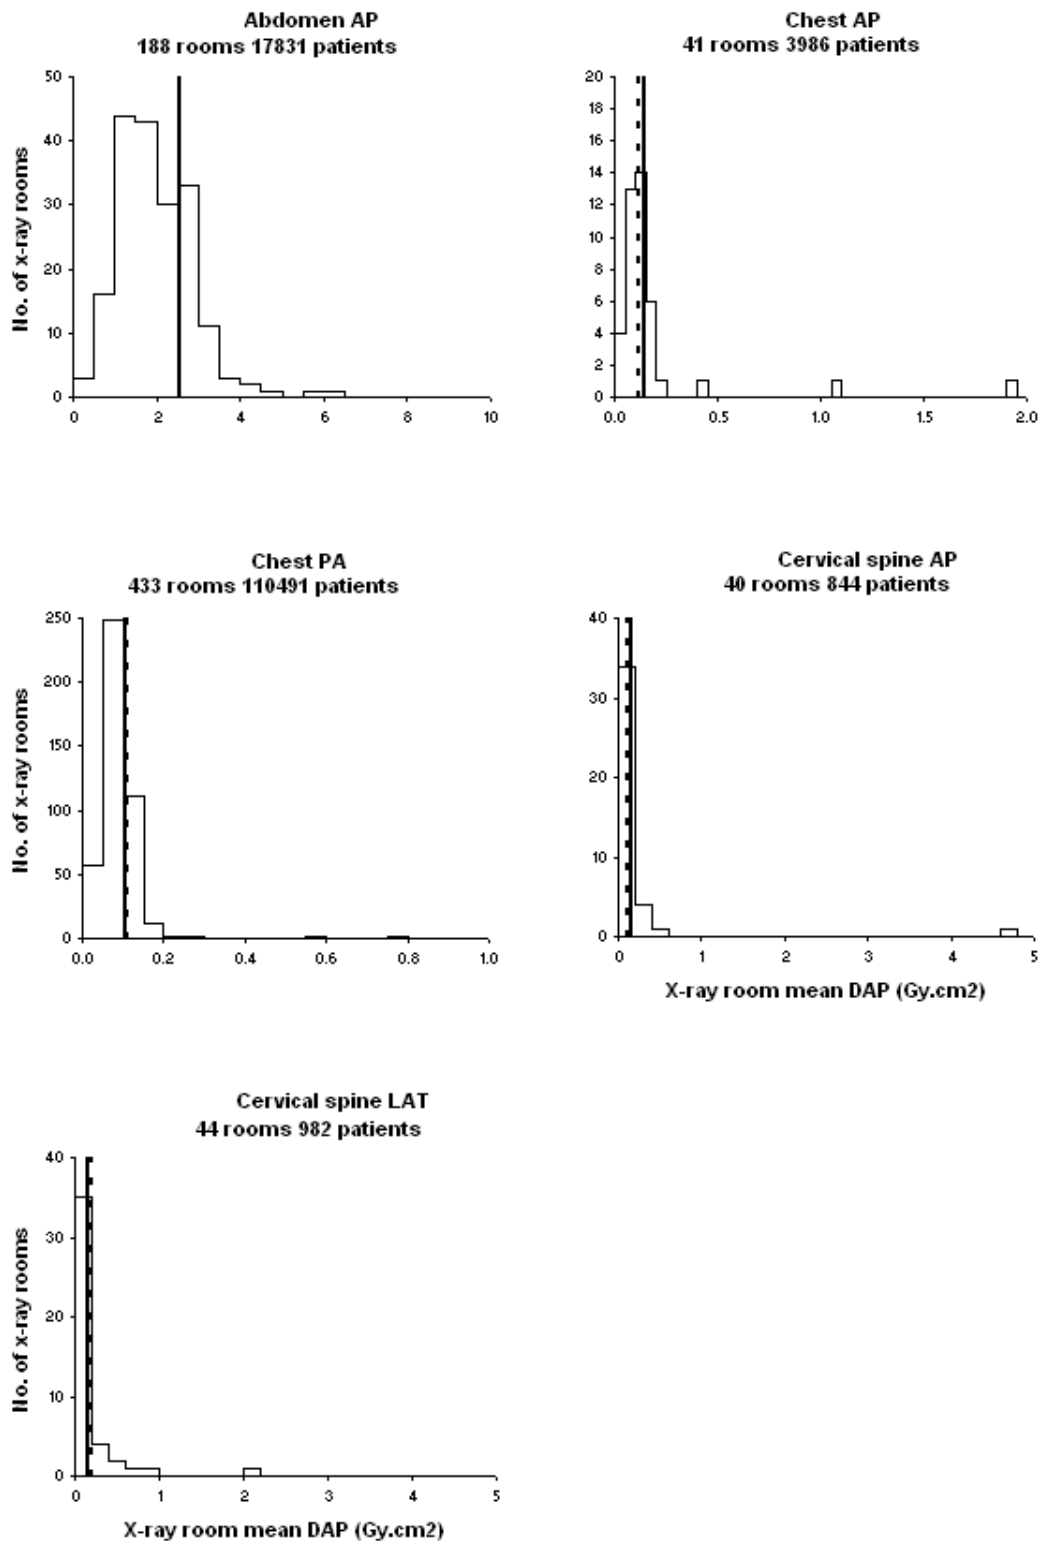 Abdomen AP
188 rooms 17831 patients
No. of x-ray rooms
50
40
30
20
10
0
0 2 4 6 8 10
Chest AP
41 rooms 3986 patients
20
18
16
14
12
10
8
6
4
2
0
0.0 0.5 1.0 1.5 2.0
Chest PA
433 rooms 110491 patients
No. of x-ray rooms
250
200
150
100
50
0
0.0 0.2 0.4 0.6 0.8 1.0
Cervical spine AP
40 rooms 844 patients
40
30
20
10
0
0 1 2 3 4 5
X-ray room mean DAP (Gy.cm2)
Cervical spine LAT
44 rooms 982 patients
No. of x-ray rooms
40
30
20
10
0
0 1 2 3 4 5
X-ray room mean DAP (Gy.cm2)